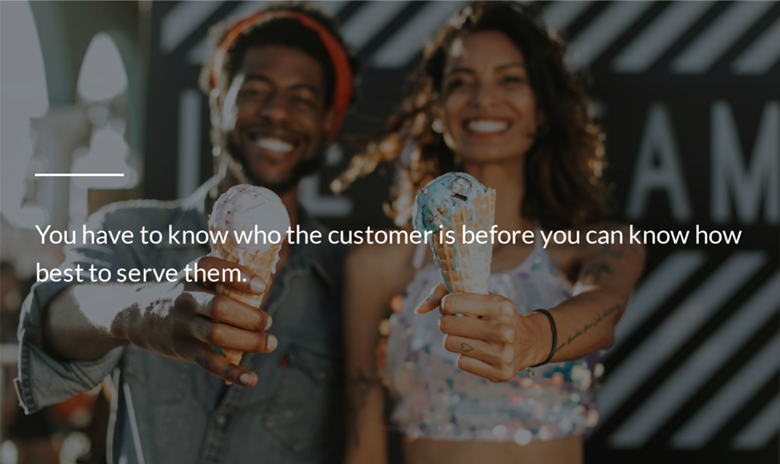 You have to know who the customer is before you can know how
best to serve them.